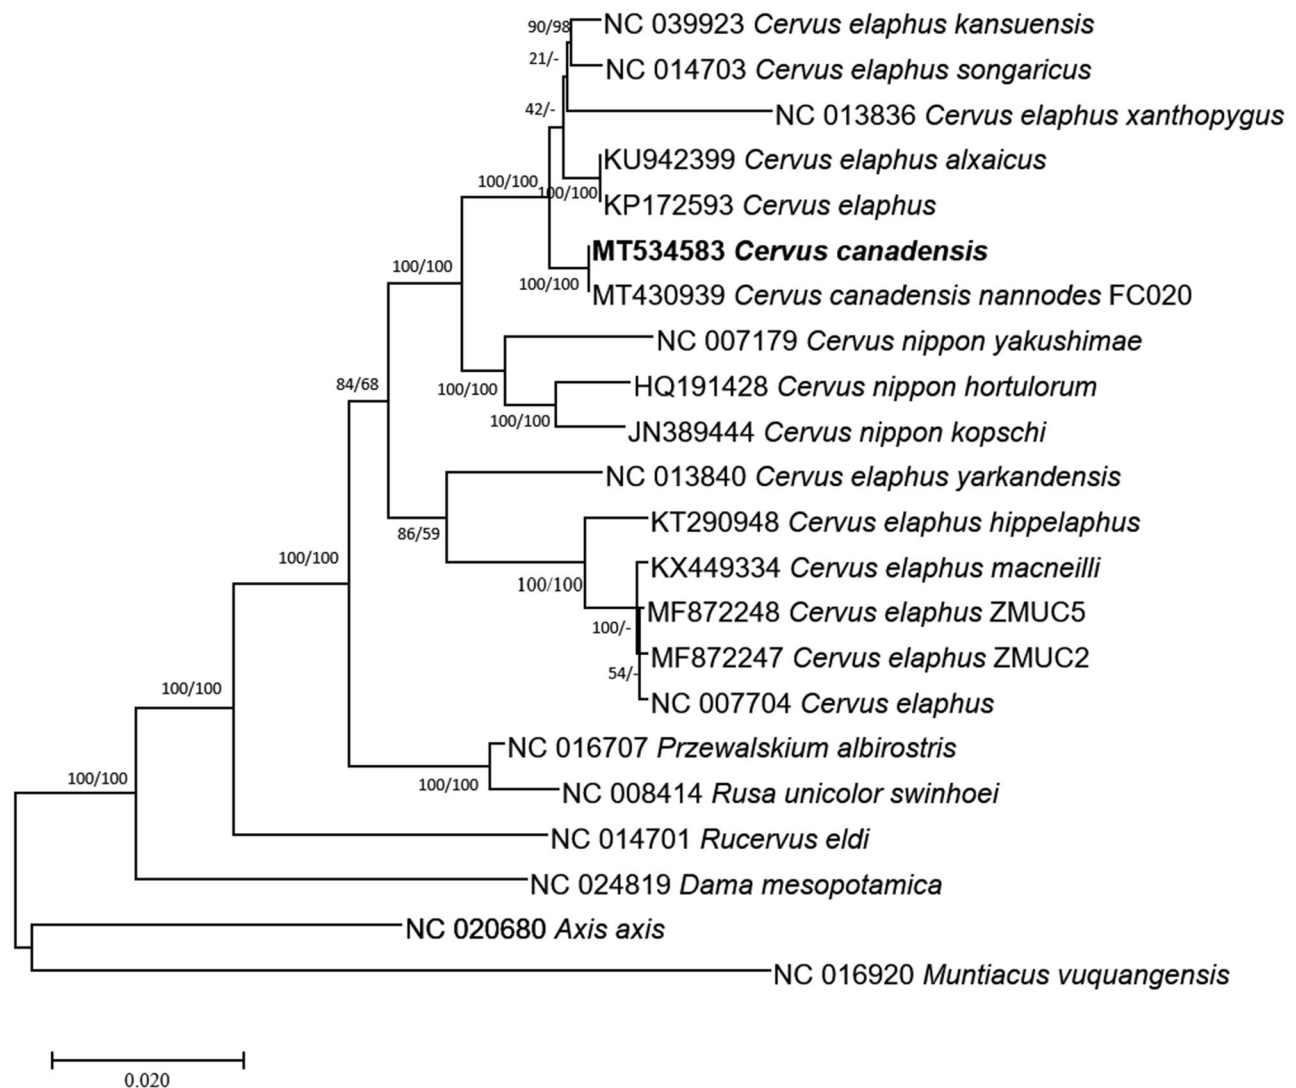 90/98
NC 039923 Cervus elaphus kansuensis
21/-
NC 014703 Cervus elaphus songaricus
42/-
NC 013836 Cervus elaphus xanthopygus
KU942399 Cervus elaphus alxaicus
100/100
100/100
KP172593 Cervus elaphus
MT534583 Cervus canadensis
100/100
100/100
MT430939 Cervus canadensis nannodes FC020
NC 007179 Cervus nippon yakushimae
84/68
100/100
HQ191428 Cervus nippon hortulorum
100/100
JN389444 Cervus nippon kopschi
NC 013840 Cervus elaphus yarkandensis
86/59
KT290948 Cervus elaphus hippelaphus
100/100
KX449334 Cervus elaphus macneilli
100/100
MF872248 Cervus elaphus ZMUC5
100/-
MF872247 Cervus elaphus ZMUC2
54/-
100/100
NC 007704 Cervus elaphus
NC 016707 Przewalskium albirostris
100/100
100/100
NC 008414 Rusa unicolor swinhoei
NC 014701 Rucervus eldi
NC 024819 Dama mesopotamica
NC 020680 Axis axis
NC 016920 Muntiacus vuquangensis
0.020